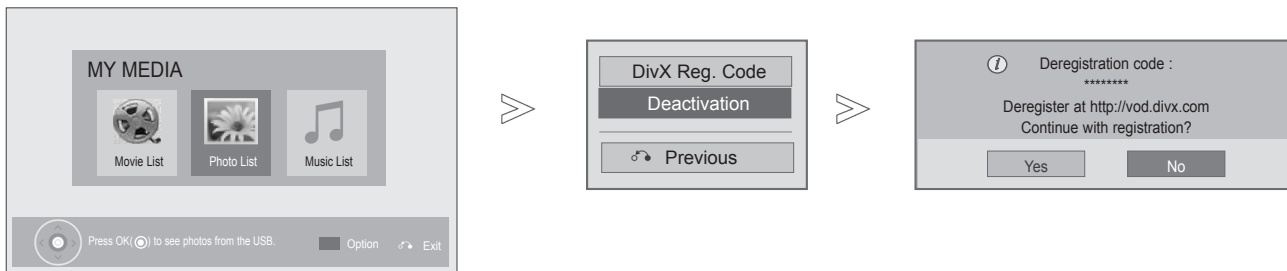 MY MEDIA
Movie List
Photo List
Music List
Press OK(◉) to see photos from the USB.
Option
Exit
DivX Reg. Code
Deactivation
Previous
Deregistration code :
********
Deregister at http://vod.divx.com
Continue with registration?
Yes
No